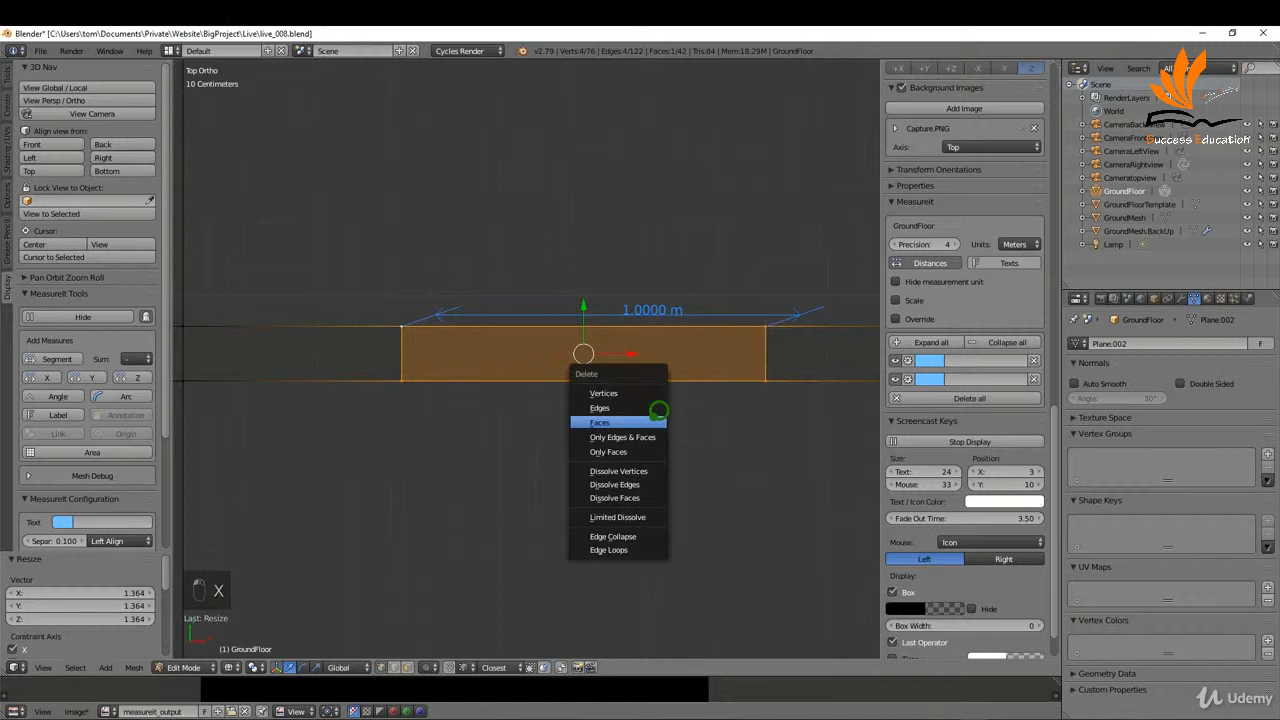 Blender* [C:\Users\tom\Documents\Private\Website\BigProject\Live\live_008.blend]
File Render Window Help Default Scene Cycles Render v2.79 | Verts:4/76 | Edges:4/122 | Faces:1/42 | Tris:84 | Mem:18.29M | GroundFloor
3D Nav
View Global / Local
View Persp / Ortho
View Camera
Align view from:
Front Back
Left Right
Top Bottom
Lock View to Object:
View to Selected
Cursor:
Center View
Cursor to Selected
Pan Orbit Zoom Roll
MeasureIt Tools
Hide
Add Measures
Segment Sum: -
X Y Z
Angle Arc
Label Annotation
Link Origin
Area
Mesh Debug
MeasureIt Configuration
Text
Separ: 0.100 Left Align
Resize
Vector
X: 1.364
Y: 1.364
Z: 1.364
Constraint Axis
X
Tools
Create
Shading / UVs
Options
Grease Pencil
Display
Top Ortho
10 Centimeters
1.0000 m
Delete
Vertices
Edges
Faces
Only Edges & Faces
Only Faces
Dissolve Vertices
Dissolve Edges
Dissolve Faces
Limited Dissolve
Edge Collapse
Edge Loops
X
Last: Resize
(1) GroundFloor
View Select Add Mesh Edit Mode Global Closest
View Image* measureit_output F View
+X +Y +Z -X -Y -Z
Background Images
Add Image
Capture.PNG
Axis: Top
Transform Orientations
Properties
Measureit
GroundFloor
Precision: 4 Units: Meters
Distances Texts
Hide measurement unit
Scale
Override
Expand all Collapse all
Delete all
Screencast Keys
Stop Display
Size: Position:
Text: 24 X: 3
Mouse: 33 Y: 10
Text / Icon Color:
Fade Out Time: 3.50
Mouse: Icon
Left Right
Display:
Box
Hide
Box Width: 0
Last Operator
View Search All
Scene
RenderLayers
World
GroundFloor
GroundFloorTemplate
GroundMesh
GroundMesh.BackUp
Lamp
CameraLeftView
CameraRightview
Cameratopview
Success Education
GroundFloor Plane.002
Plane.002 F
Normals
Auto Smooth Double Sided
Angle: 30°
Texture Space
Vertex Groups
Shape Keys
UV Maps
Vertex Colors
Geometry Data
Custom Properties
Udemy